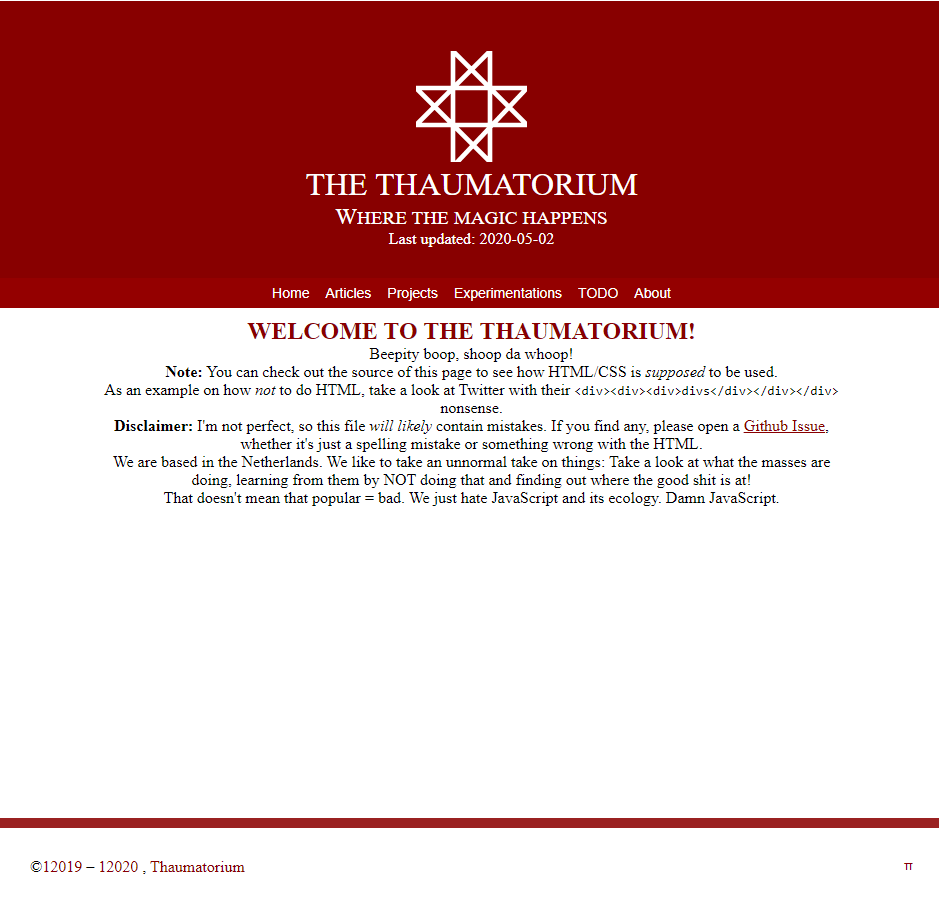 THE THAUMATORIUM
WHERE THE MAGIC HAPPENS
Last updated: 2020-05-02
Home Articles Projects Experimentations TODO About
WELCOME TO THE THAUMATORIUM!
Beepity boop, shoop da whoop!
Note: You can check out the source of this page to see how HTML/CSS is supposed to be used.
As an example on how not to do HTML, take a look at Twitter with their <div><div><div>divs</div></div></div>
nonsense.
Disclaimer: I'm not perfect, so this file will likely contain mistakes. If you find any, please open a Github Issue,
whether it's just a spelling mistake or something wrong with the HTML.
We are based in the Netherlands. We like to take an unnormal take on things: Take a look at what the masses are
doing, learning from them by NOT doing that and finding out where the good shit is at!
That doesn't mean that popular = bad. We just hate JavaScript and its ecology. Damn JavaScript.
©12019 – 12020 , Thaumatorium π